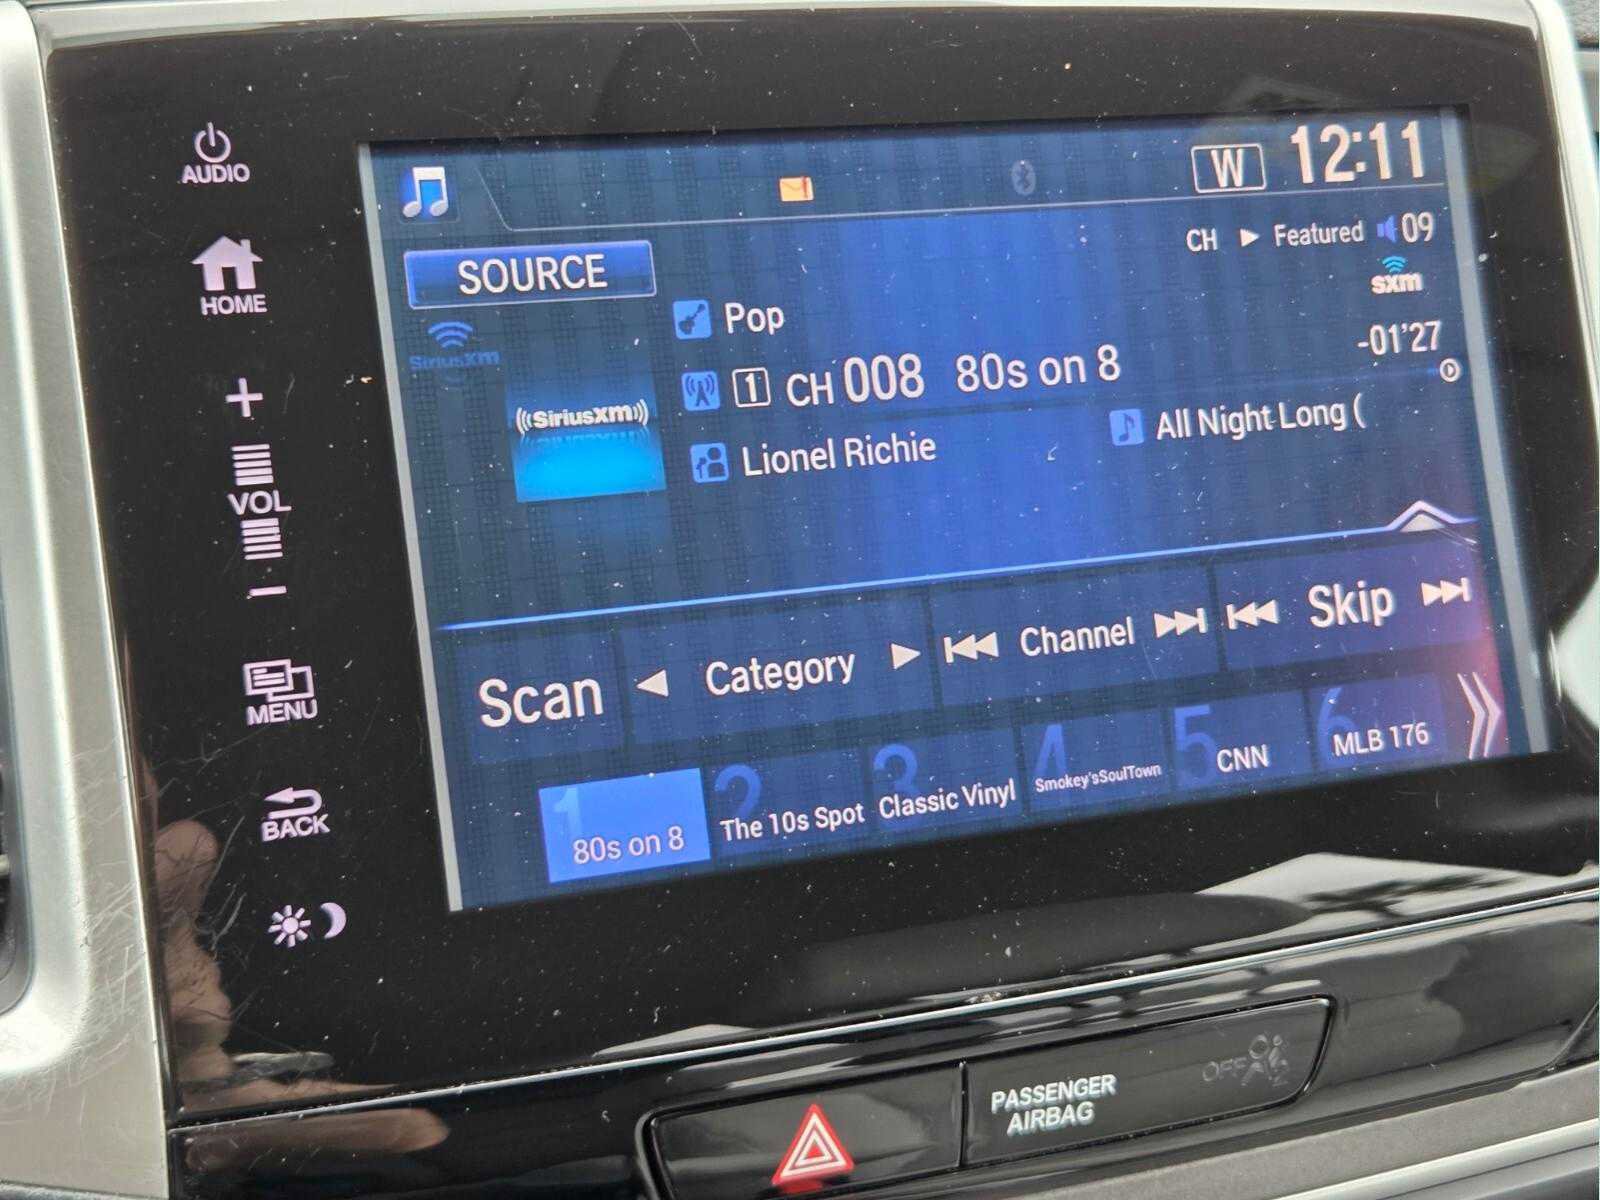 AUDIO
HOME
+
VOL
-
MENU
BACK
W 12:11
CH ▶ Featured 09
SOURCE
sxm
SiriusXM
Pop
-01'27
((SiriusXM))
1 CH 008 80s on 8
Lionel Richie
All Night Long (
Scan ◀ Category ▶ Channel Skip
1 80s on 8
2 The 10s Spot
3 Classic Vinyl
4 Smokey'sSoulTown
5 CNN
6 MLB 176
PASSENGER
AIRBAG
OFF